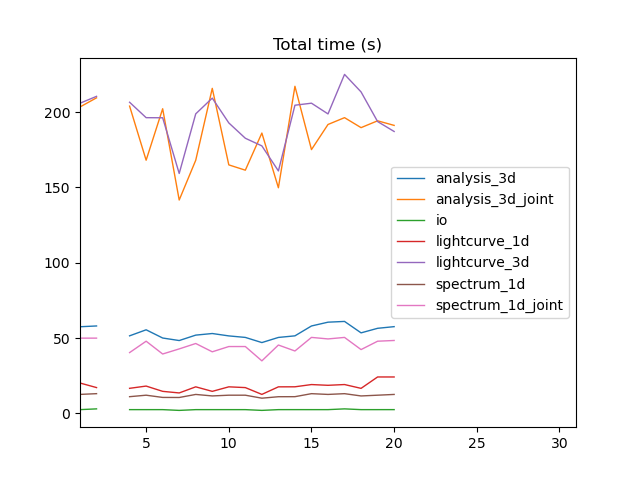 Total time (s)
200
150
100
50
0
analysis_3d
analysis_3d_joint
io
lightcurve_1d
lightcurve_3d
spectrum_1d
spectrum_1d_joint
5 10 15 20 25 30